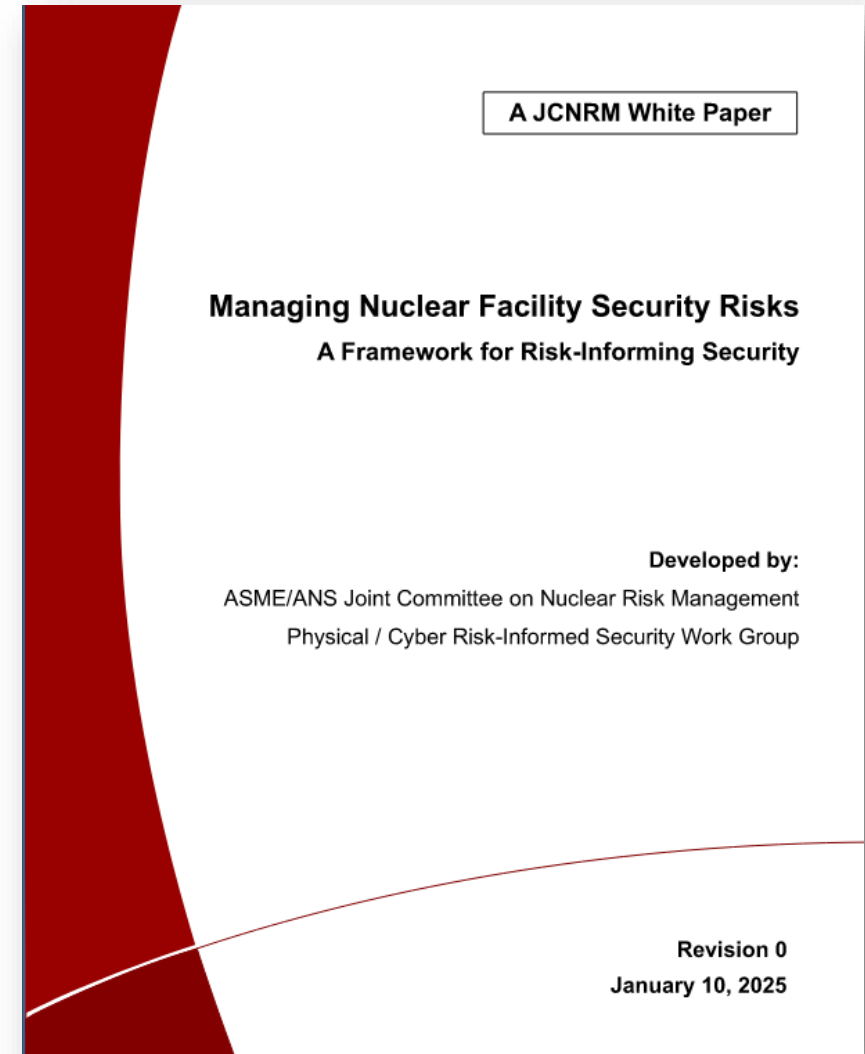 A JCNRM White Paper
Managing Nuclear Facility Security Risks
A Framework for Risk-Informing Security
Developed by:
ASME/ANS Joint Committee on Nuclear Risk Management
Physical / Cyber Risk-Informed Security Work Group
Revision 0
January 10, 2025